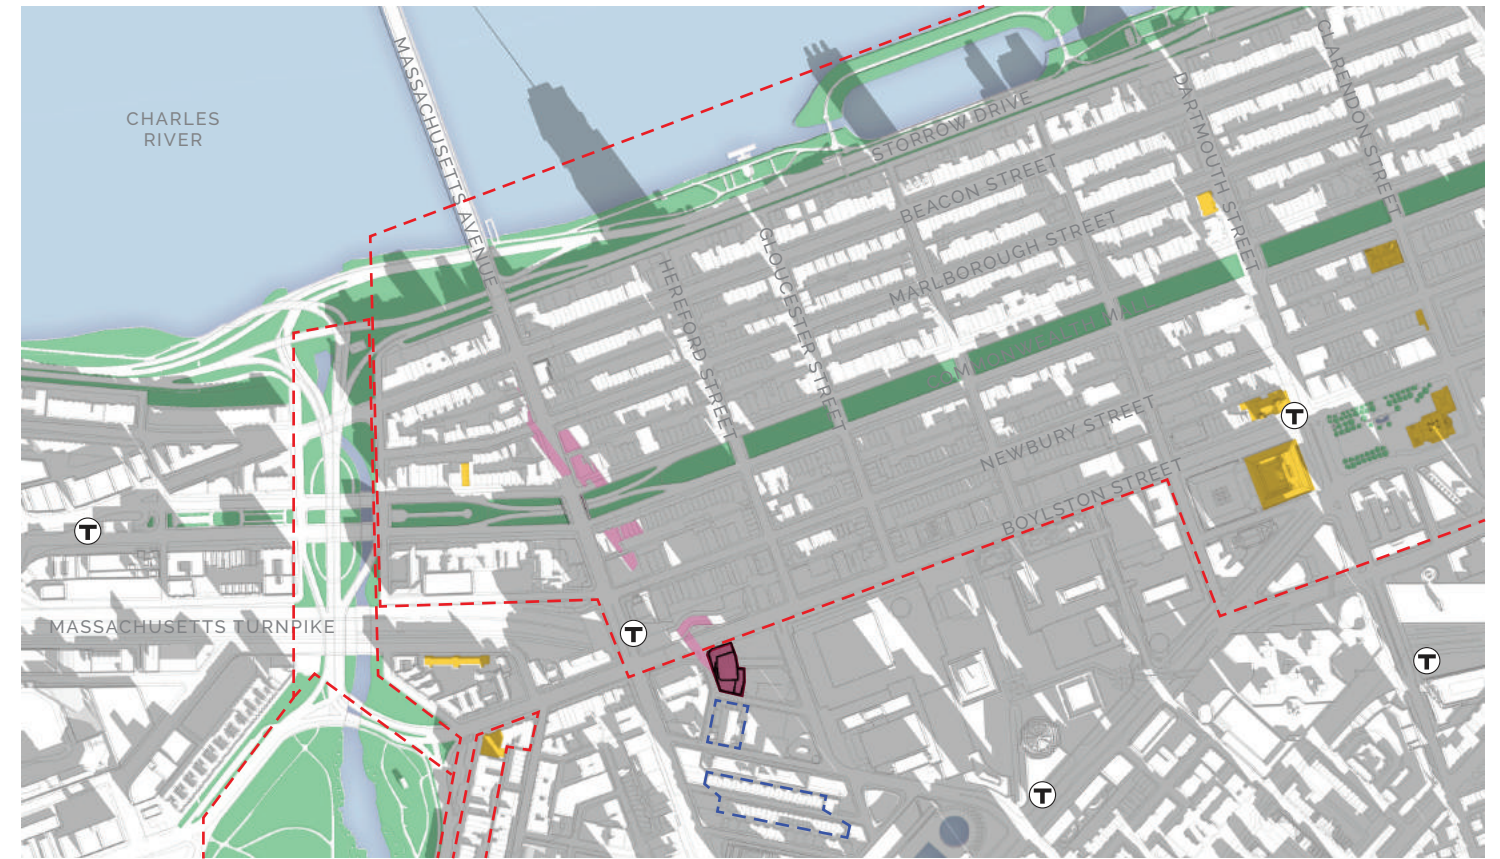 CHARLES
RIVER
MASSACHUSETTS AVENUE
STORROW DRIVE
BEACON STREET
MARLBOROUGH STREET
DARTMOUTH STREET
CLARENDON STREET
HEREFORD STREET
GLOUCESTER STREET
NEWBURY STREET
BOYLSTON STREET
MASSACHUSETTS TURNPIKE
T
T
T
T
T